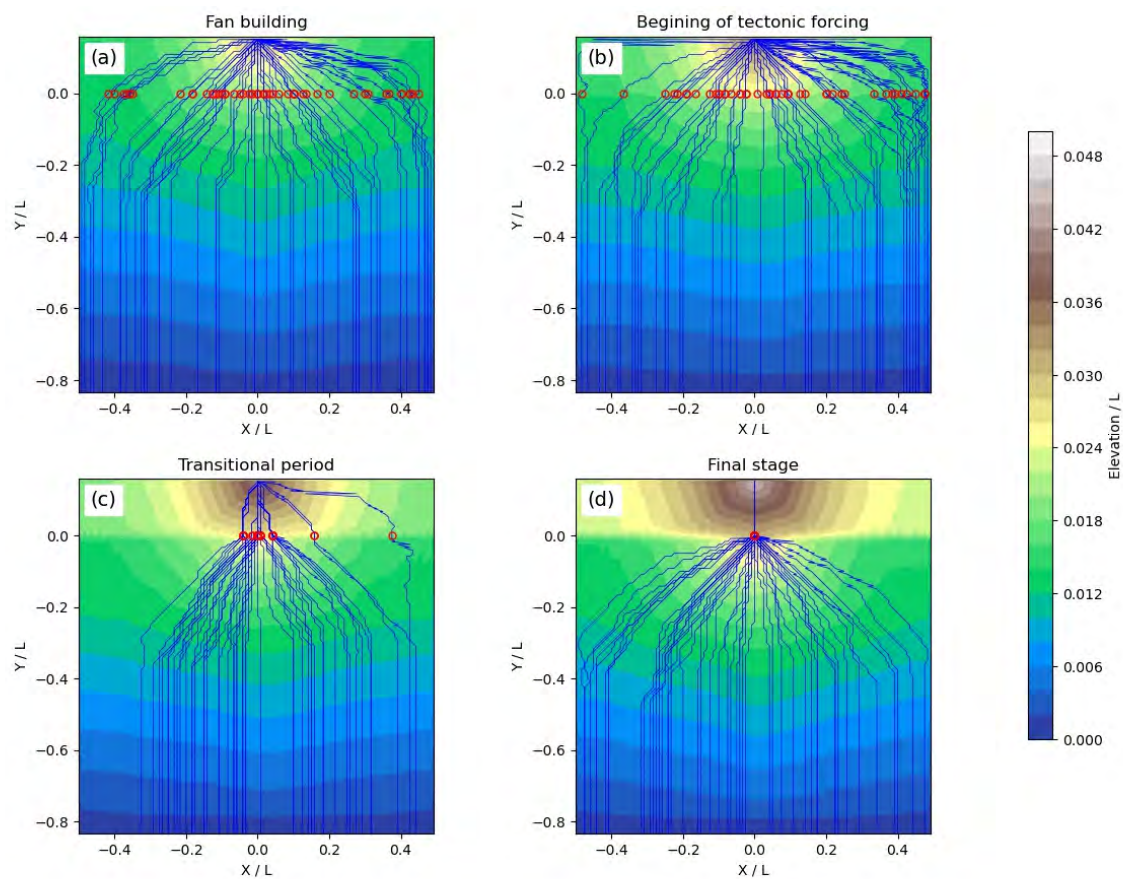 Fan building
Begining of tectonic forcing
(a)
(b)
0.0
−0.2
−0.4
−0.6
−0.8
Y / L
−0.4
−0.2
0.0
0.2
0.4
X / L
0.0
−0.2
−0.4
−0.6
−0.8
Y / L
−0.4
−0.2
0.0
0.2
0.4
X / L
Transitional period
Final stage
(c)
(d)
0.0
−0.2
−0.4
−0.6
−0.8
Y / L
−0.4
−0.2
0.0
0.2
0.4
X / L
0.0
−0.2
−0.4
−0.6
−0.8
Y / L
−0.4
−0.2
0.0
0.2
0.4
X / L
0.048
0.042
0.036
0.030
0.024
0.018
0.012
0.006
0.000
Elevation / L